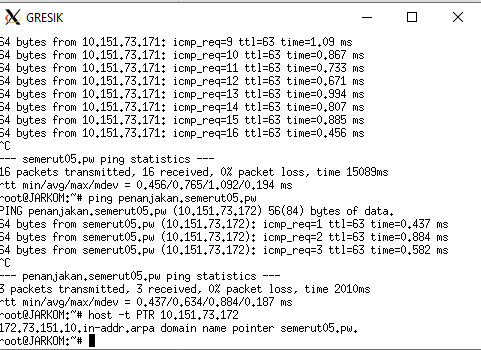 GRESIK
64 bytes from 10.151.73.171: icmp_req=9 ttl=63 time=1.09 ms
64 bytes from 10.151.73.171: icmp_req=10 ttl=63 time=0.867 ms
64 bytes from 10.151.73.171: icmp_req=11 ttl=63 time=0.733 ms
64 bytes from 10.151.73.171: icmp_req=12 ttl=63 time=0.671 ms
64 bytes from 10.151.73.171: icmp_req=13 ttl=63 time=0.994 ms
64 bytes from 10.151.73.171: icmp_req=14 ttl=63 time=0.807 ms
64 bytes from 10.151.73.171: icmp_req=15 ttl=63 time=0.885 ms
64 bytes from 10.151.73.171: icmp_req=16 ttl=63 time=0.456 ms
^C
--- semerut05.pw ping statistics ---
16 packets transmitted, 16 received, 0% packet loss, time 15089ms
rtt min/avg/max/mdev = 0.456/0.765/1.092/0.194 ms
root@JARKOM:~# ping penanjakan.semerut05.pw
PING penanjakan.semerut05.pw (10.151.73.172) 56(84) bytes of data.
64 bytes from semerut05.pw (10.151.73.172): icmp_req=1 ttl=63 time=0.437 ms
64 bytes from semerut05.pw (10.151.73.172): icmp_req=2 ttl=63 time=0.884 ms
64 bytes from semerut05.pw (10.151.73.172): icmp_req=3 ttl=63 time=0.582 ms
^C
--- penanjakan.semerut05.pw ping statistics ---
3 packets transmitted, 3 received, 0% packet loss, time 2010ms
rtt min/avg/max/mdev = 0.437/0.634/0.884/0.187 ms
root@JARKOM:~# host -t PTR 10.151.73.172
172.73.151.10.in-addr.arpa domain name pointer semerut05.pw.
root@JARKOM:~#